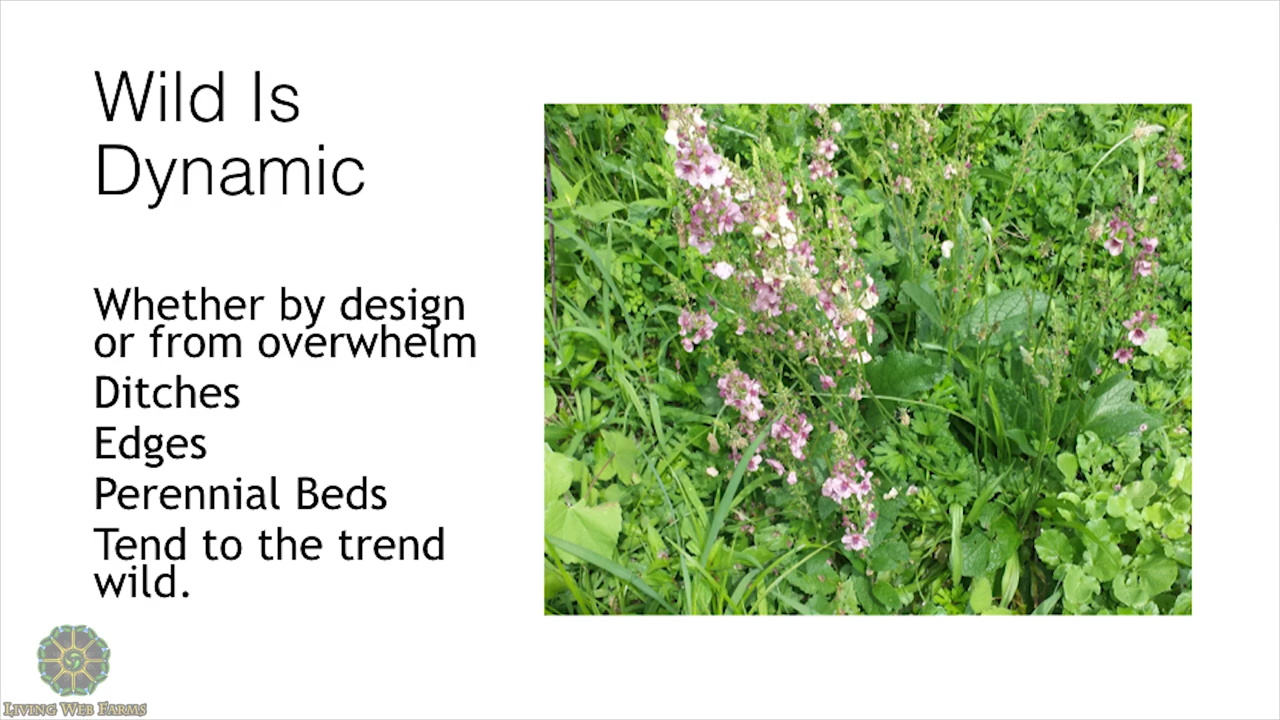 Wild Is
Dynamic
Whether by design
or from overwhelm
Ditches
Edges
Perennial Beds
Tend to the trend
wild.
Living Web Farms